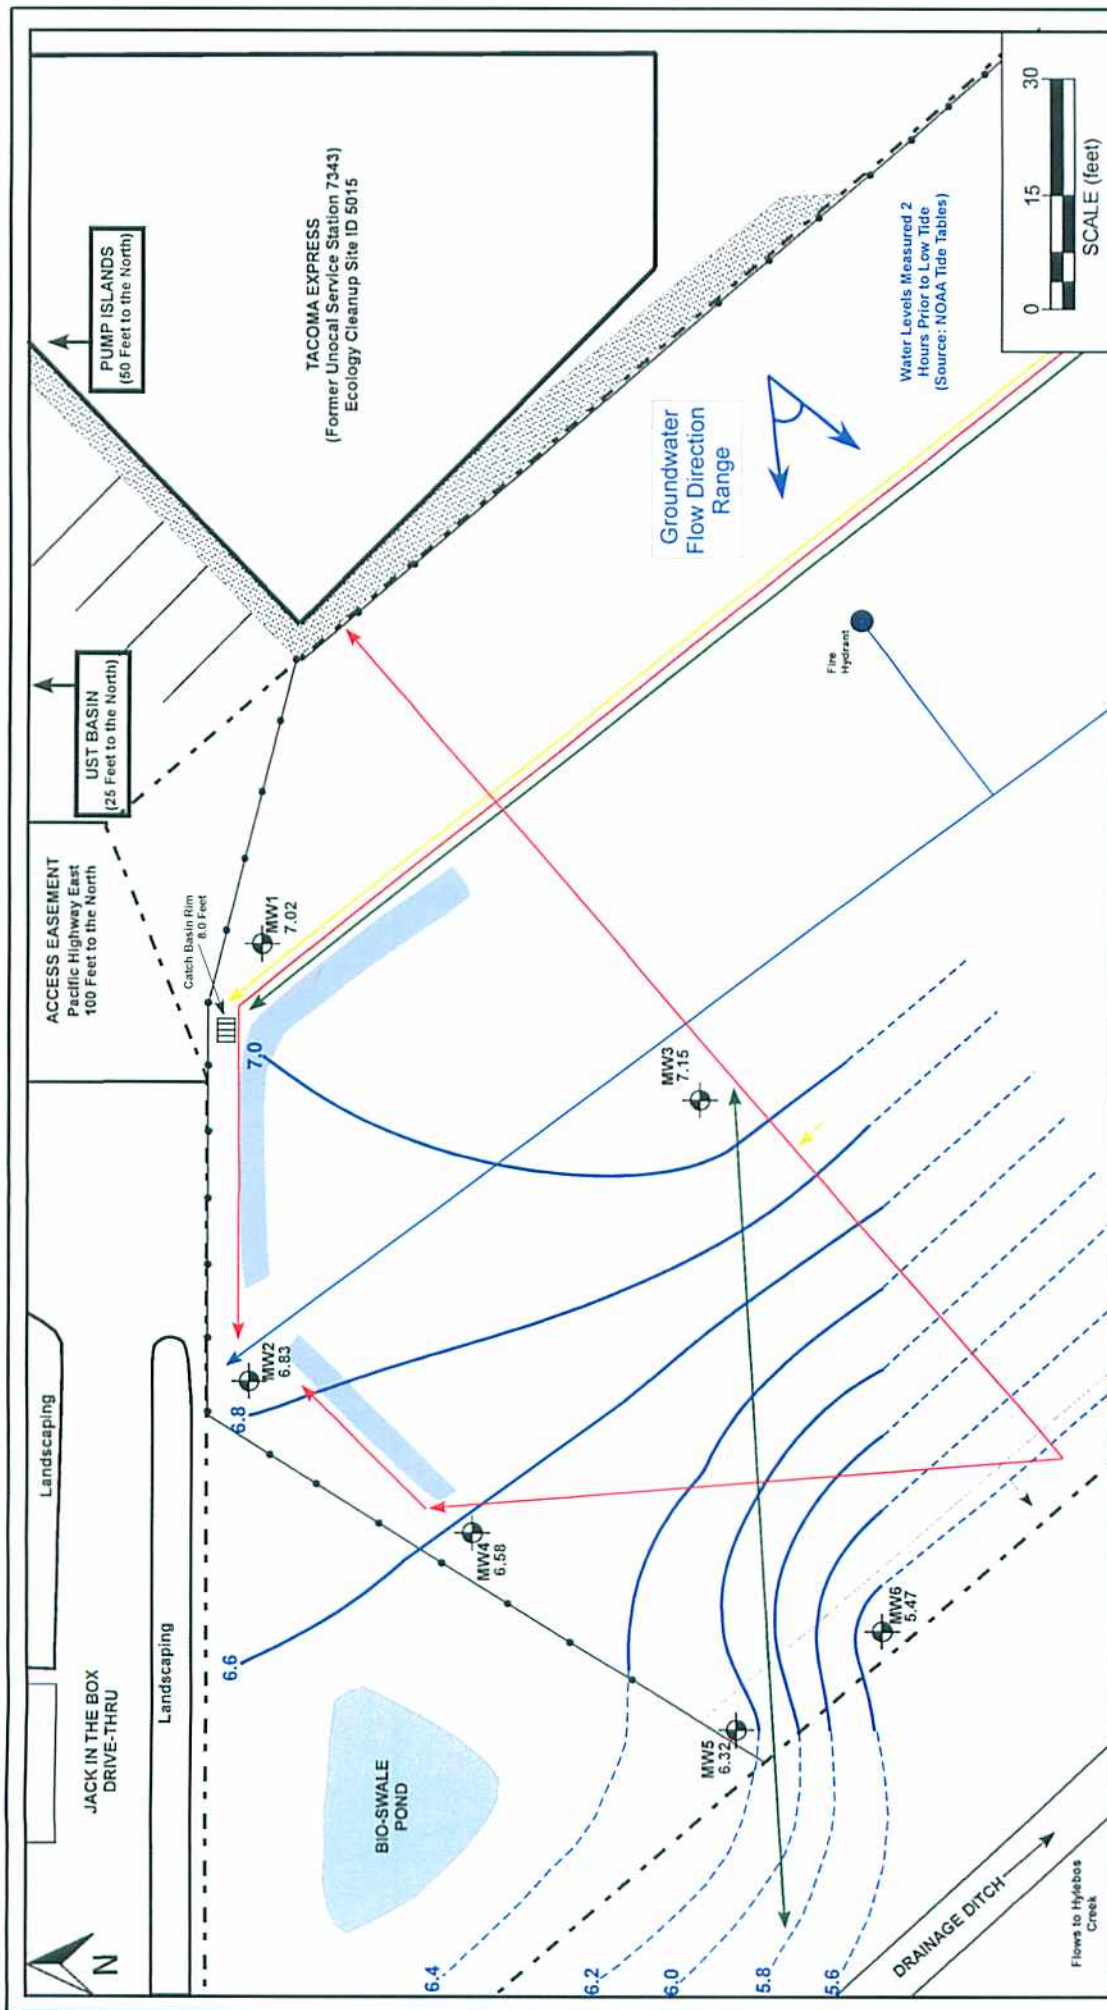 PUMP ISLANDS
(50 Feet to the North)
UST BASIN
(25 Feet to the North)
ACCESS EASEMENT
Pacific Highway East
100 Feet to the North
JACK IN THE BOX
DRIVE-THRU
Landscaping
Landscaping
N
TACOMA EXPRESS
(Former Unocal Service Station 7343)
Ecology Cleanup Site ID 5015
Catch Basin Rim
8.0 Feet
MW1
7.02
MW2
6.83
MW3
7.15
MW4
6.58
MW5
6.32
MW6
5.47
7.0
6.8
6.6
6.4
6.2
6.0
5.8
5.6
BIO-SWALE
POND
Groundwater
Flow Direction
Range
Fire
Hydrant
Water Levels Measured 2
Hours Prior to Low Tide
(Source: NOAA Tide Tables)
DRAINAGE DITCH
Flows to Hylebos
Creek
0 15 30
SCALE (feet)